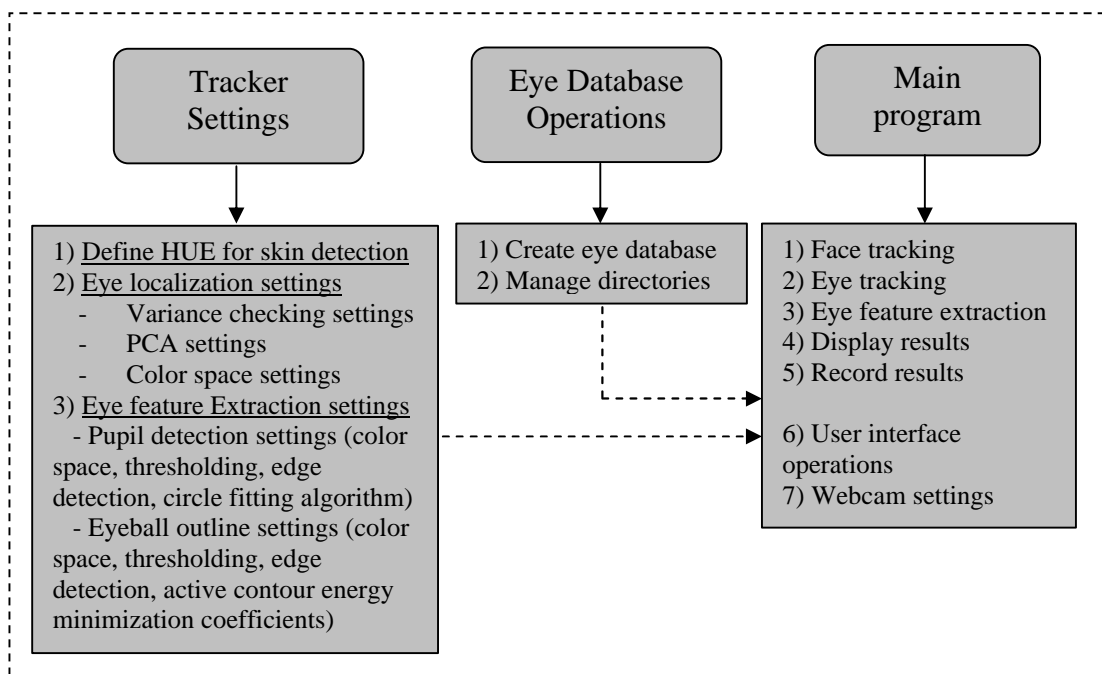 Tracker
Settings
Eye Database
Operations
Main
program
1) Define HUE for skin detection
2) Eye localization settings
- Variance checking settings
- PCA settings
- Color space settings
3) Eye feature Extraction settings
- Pupil detection settings (color
space, thresholding, edge
detection, circle fitting algorithm)
- Eyeball outline settings (color
space, thresholding, edge
detection, active contour energy
minimization coefficients)
1) Create eye database
2) Manage directories
1) Face tracking
2) Eye tracking
3) Eye feature extraction
4) Display results
5) Record results
6) User interface
operations
7) Webcam settings